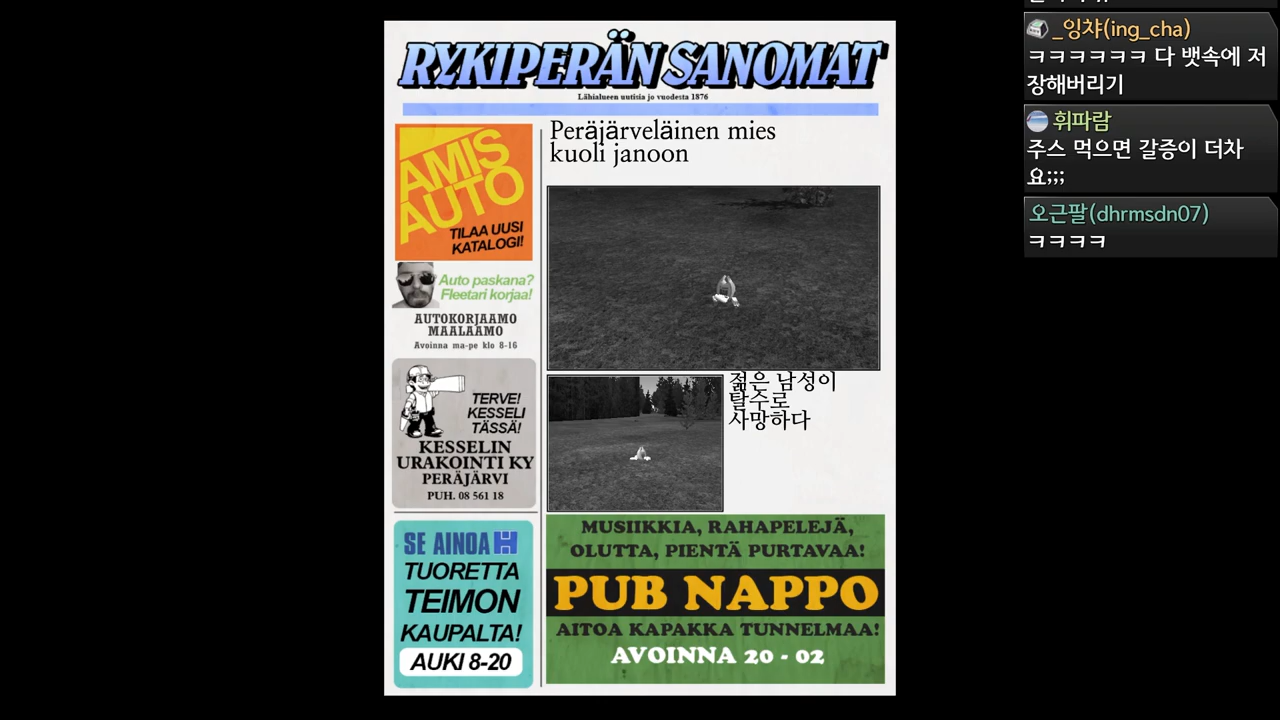 RYKIPERÄN SANOMAT
Lähialueen uutisia jo vuodesta 1876
AMIS
AUTO
TILAA UUSI
KATALOGI!
Auto paskana?
Fleetari korjaa!
AUTOKORJAAMO
MAALAAMO
Avoinna ma-pe klo 8-16
TERVE!
KESSELI
TÄSSÄ!
KESSELIN
URAKOINTI KY
PERÄJÄRVI
PUH. 08 561 18
SE AINOA
TUORETTA
TEIMON
KAUPALTA!
AUKI 8-20
Peräjärveläinen mies
kuoli janoon
젊은 남성이
탈수로
사망하다
MUSIIKKIA, RAHAPELEJÄ,
OLUTTA, PIENTÄ PURTAVAA!
PUB NAPPO
AITOA KAPAKKA TUNNELMAA!
AVOINNA 20 - 02
_잉챠(ing_cha)
ㅋㅋㅋㅋㅋㅋ 다 뱃속에 저
장해버리기
휘파람
주스 먹으면 갈증이 더차
요;;;
오근팔(dhrmsdn07)
ㅋㅋㅋㅋ